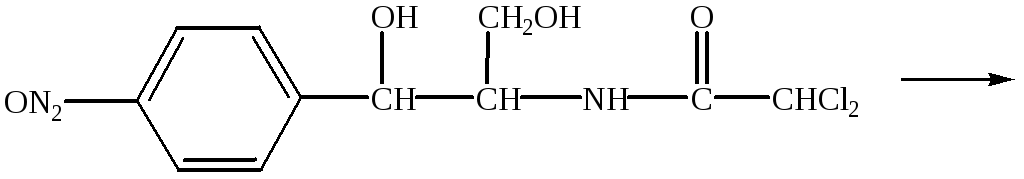 OH CH₂OH O
ON₂ CH CH NH C CHCl₂